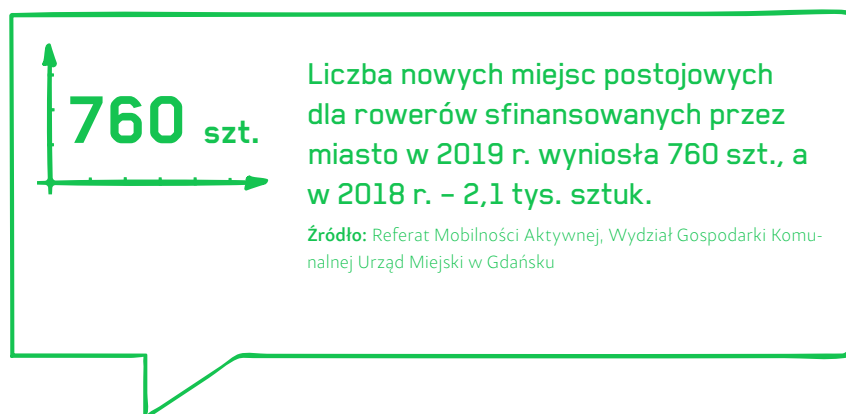 760 szt.
Liczba nowych miejsc postojowych
dla rowerów sfinansowanych przez
miasto w 2019 r. wyniosła 760 szt., a
w 2018 r. – 2,1 tys. sztuk.
Źródło: Referat Mobilności Aktywnej, Wydział Gospodarki Komu-
nalnej Urząd Miejski w Gdańsku